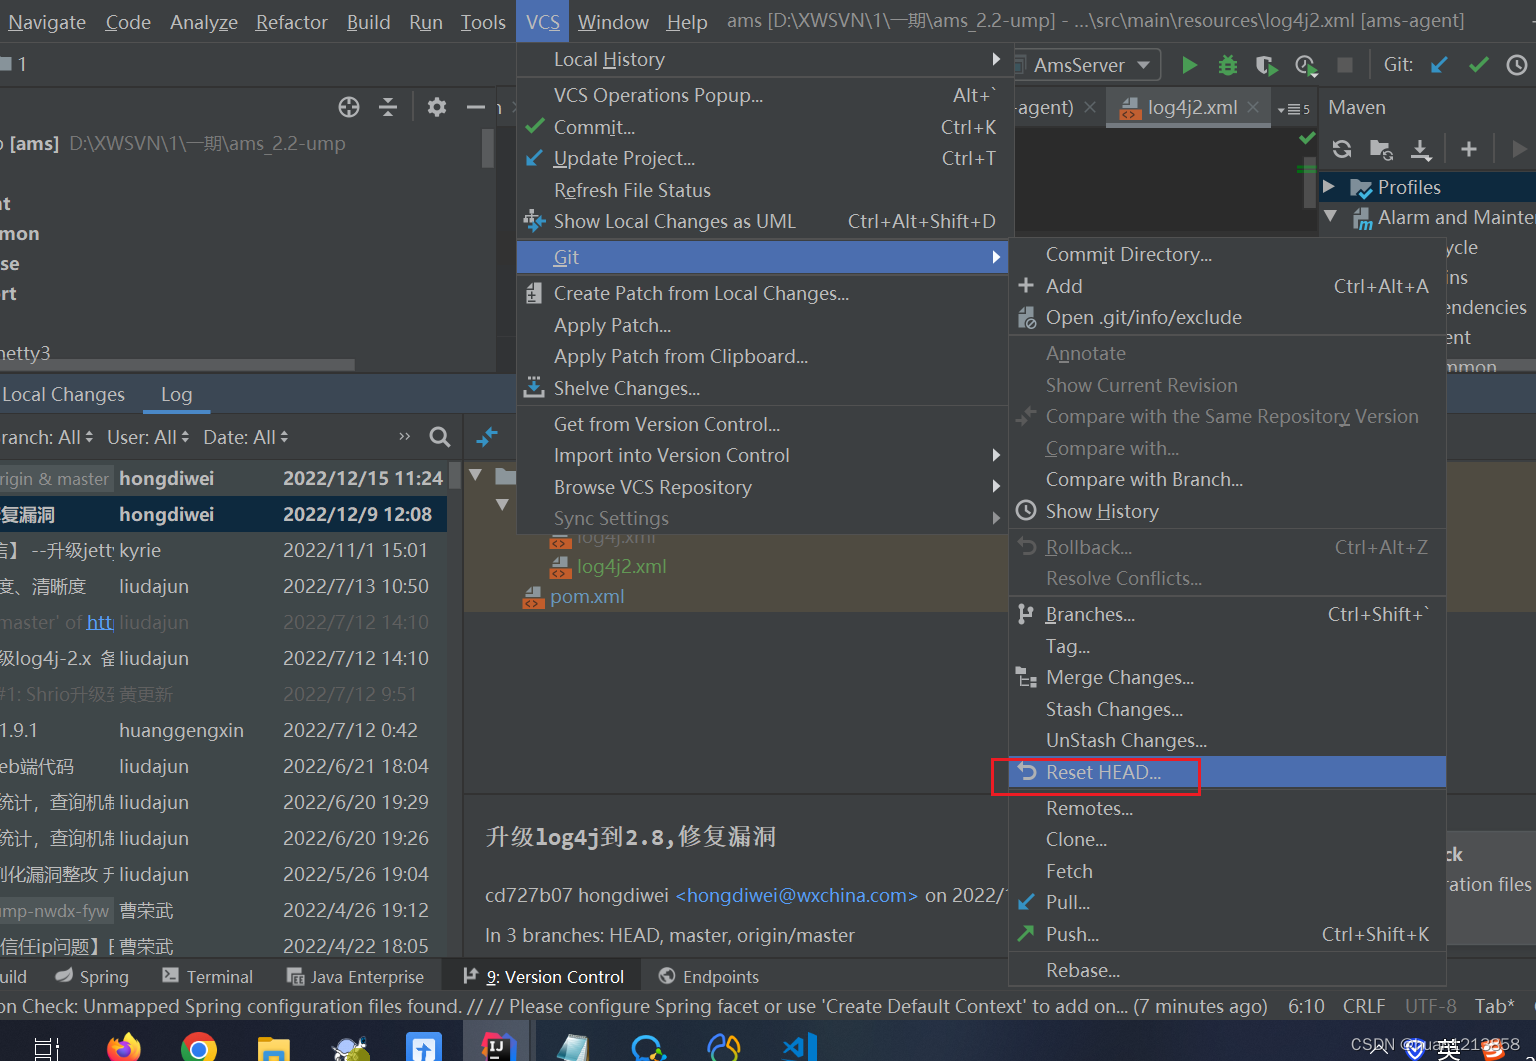 Navigate Code Analyze Refactor Build Run Tools VCS Window Help ams [D:\XWSVN\1\一期\ams_2.2-ump] - ...\src\main\resources\log4j2.xml [ams-agent]
1
AmsServer Git:
-agent) log4j2.xml 5 Maven
[ams] D:\XWSVN\1\一期\ams_2.2-ump
nt
mon
se
rt
netty3
Local History
VCS Operations Popup... Alt+`
Commit... Ctrl+K
Update Project... Ctrl+T
Refresh File Status
Show Local Changes as UML Ctrl+Alt+Shift+D
Git
Create Patch from Local Changes...
Apply Patch...
Apply Patch from Clipboard...
Shelve Changes...
Get from Version Control...
Import into Version Control
Browse VCS Repository
Sync Settings
Commit Directory...
Add Ctrl+Alt+A
Open .git/info/exclude
Annotate
Show Current Revision
Compare with the Same Repository Version
Compare with...
Compare with Branch...
Show History
Rollback... Ctrl+Alt+Z
Resolve Conflicts...
Branches... Ctrl+Shift+`
Tag...
Merge Changes...
Stash Changes...
UnStash Changes...
Reset HEAD...
Remotes...
Clone...
Fetch
Pull...
Push... Ctrl+Shift+K
Rebase...
Profiles
Alarm and Mainter
ycle
ins
endencies
ent
mmon
Local Changes Log
ranch: All User: All Date: All
rigin & master hongdiwei 2022/12/15 11:24
复漏洞 hongdiwei 2022/12/9 12:08
】 --升级jetty kyrie 2022/11/1 15:01
度、清晰度 liudajun 2022/7/13 10:50
master' of http liudajun 2022/7/12 14:10
级log4j-2.x 备 liudajun 2022/7/12 14:10
#1: Shrio升级到 黄更新 2022/7/12 9:51
1.9.1 huanggengxin 2022/7/12 0:42
eb端代码 liudajun 2022/6/21 18:04
统计，查询机制 liudajun 2022/6/20 19:29
统计，查询机制 liudajun 2022/6/20 19:26
列化漏洞整改 liudajun 2022/5/26 19:04
ump-nwdx-fyw 曹荣武 2022/4/26 19:12
信任ip问题】 曹荣武 2022/4/22 18:05
log4j.xml
log4j2.xml
pom.xml
升级log4j到2.8,修复漏洞
cd727b07 hongdiwei <hongdiwei@wxchina.com> on 2022/
In 3 branches: HEAD, master, origin/master
ck
ration files
uild Spring Terminal Java Enterprise 9: Version Control Endpoints
on Check: Unmapped Spring configuration files found. // // Please configure Spring facet or use 'Create Default Context' to add on... (7 minutes ago) 6:10 CRLF UTF-8 Tab*
英